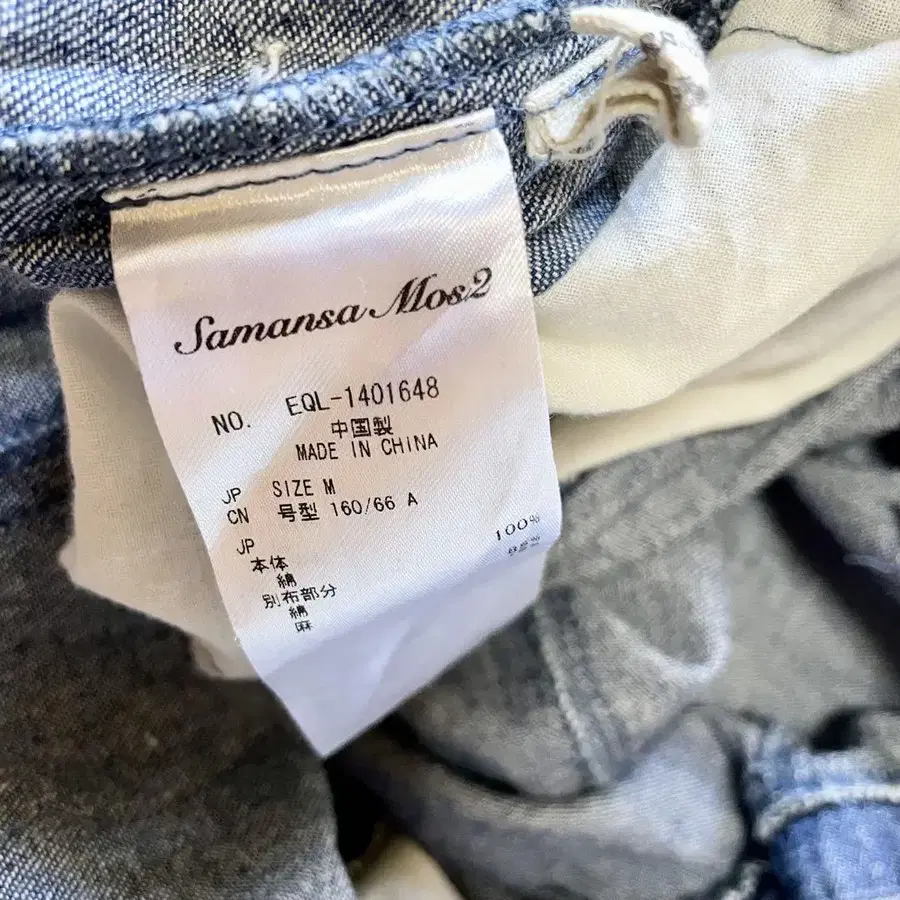 Samansa Mos2
NO. EQL-1401648
中国製
MADE IN CHINA
JP SIZE M
CN 号型 160/66 A
JP
本体
綿 100%
別布部分
綿
麻